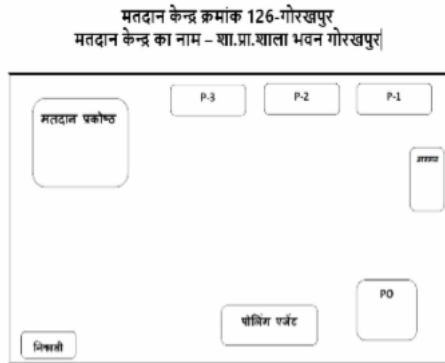 मतदान केन्द्र क्रमांक 126-गोरखपुर
मतदान केन्द्र का नाम – शा.प्रा.शाला भवन गोरखपुर
P-3 P-2 P-1
मतदान प्रकोष्ठ
PO
पोलिंग एजेंट
निकासी